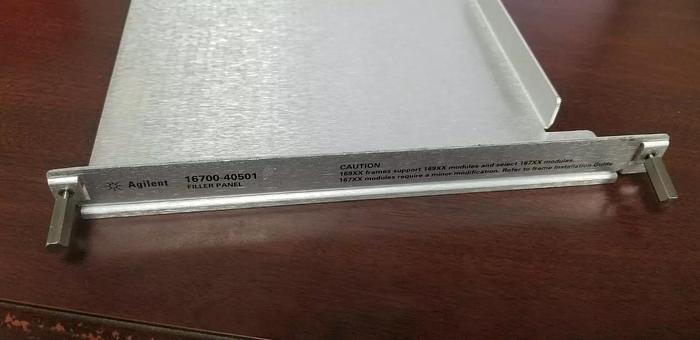 Agilent
16700-40501
FILLER PANEL
CAUTION
169XX frames support 169XX modules and select 167XX modules.
167XX modules require a minor modification. Refer to frame Installation Guide